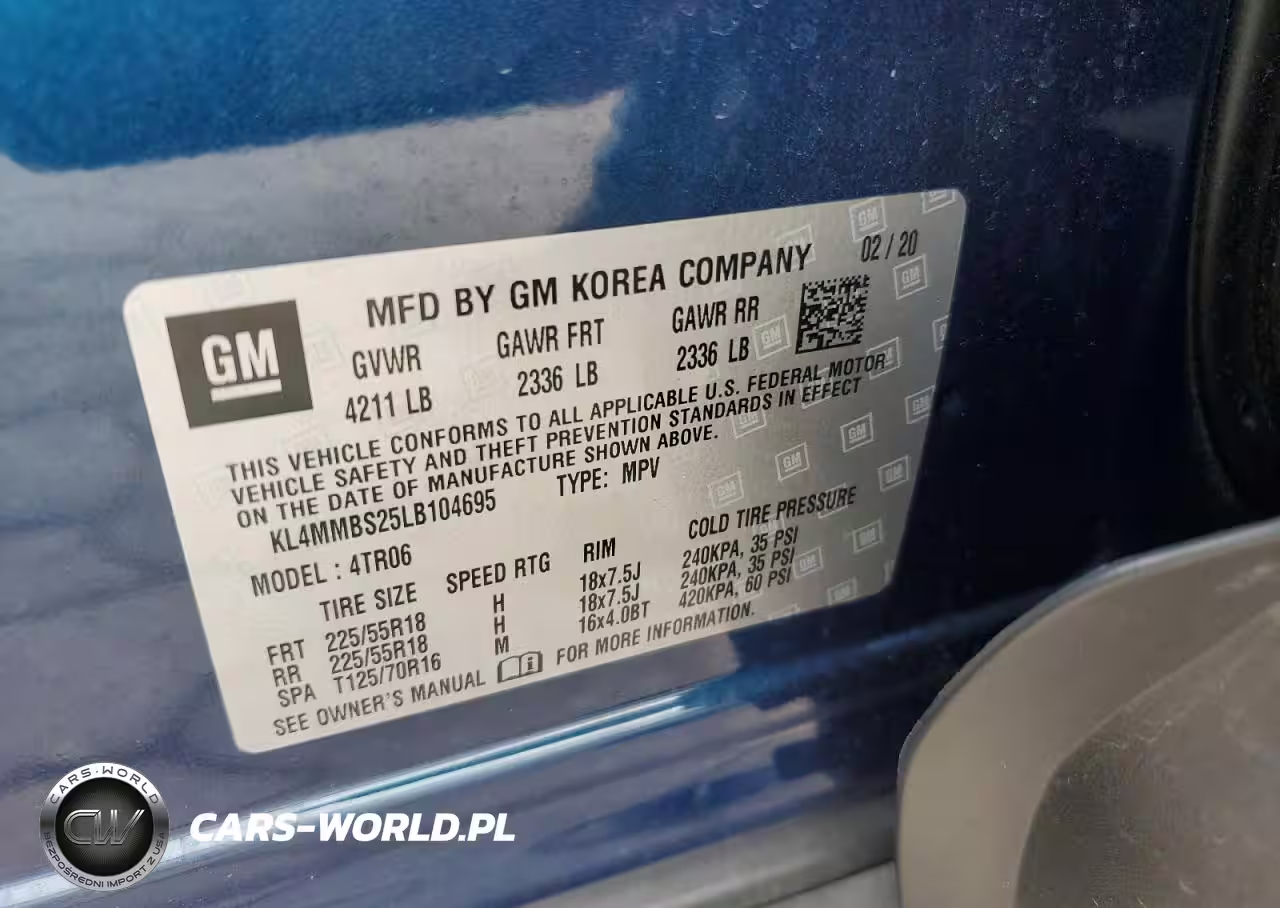 GM
MFD BY GM KOREA COMPANY 02 / 20
GVWR GAWR FRT GAWR RR
4211 LB 2336 LB 2336 LB
THIS VEHICLE CONFORMS TO ALL APPLICABLE U.S. FEDERAL MOTOR
VEHICLE SAFETY AND THEFT PREVENTION STANDARDS IN EFFECT
ON THE DATE OF MANUFACTURE SHOWN ABOVE.
KL4MMBS25LB104695 TYPE: MPV
MODEL : 4TR06
TIRE SIZE SPEED RTG RIM COLD TIRE PRESSURE
FRT 225/55R18 H 18x7.5J 240KPA, 35 PSI
RR 225/55R18 H 18x7.5J 240KPA, 35 PSI
SPA T125/70R16 M 16x4.0BT 420KPA, 60 PSI
SEE OWNER'S MANUAL FOR MORE INFORMATION.
CARS-WORLD
CW
BEZPOŚREDNI IMPORT Z USA
CARS-WORLD.PL